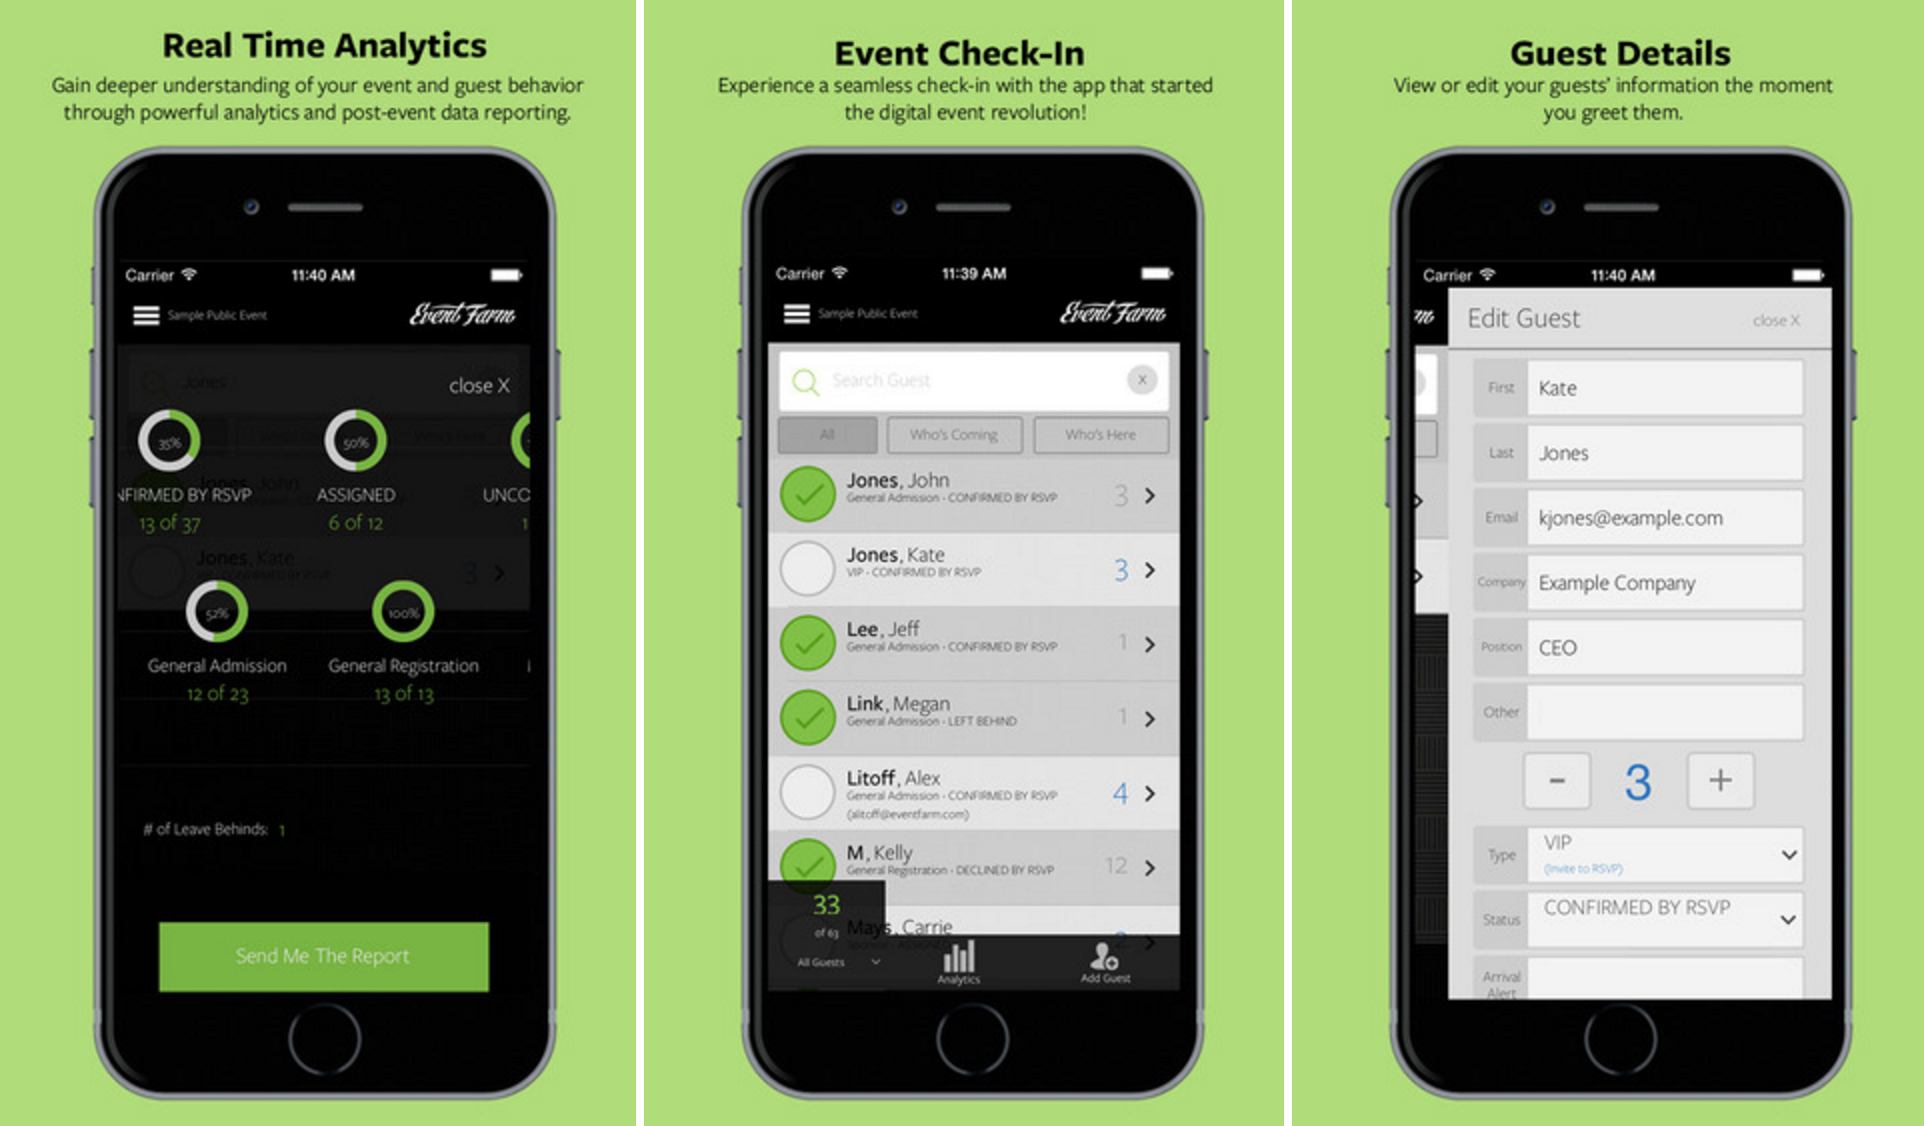 Real Time Analytics
Gain deeper understanding of your event and guest behavior
through powerful analytics and post-event data reporting.
Carrier 11:40 AM
Sample Public Event Event Farm
Jones
close X
35% 50%
NFIRMED BY RSVP ASSIGNED UNCO
13 of 37 6 of 12 1
Jones, Kate
3
52% 100%
General Admission General Registration
12 of 23 13 of 13
# of Leave Behinds: 1
Send Me The Report
Event Check-In
Experience a seamless check-in with the app that started
the digital event revolution!
Carrier 11:39 AM
Sample Public Event Event Farm
Search Guest X
All Who's Coming Who's Here
Jones, John 3
General Admission - CONFIRMED BY RSVP
Jones, Kate 3
VIP - CONFIRMED BY RSVP
Lee, Jeff 1
General Admission - CONFIRMED BY RSVP
Link, Megan 1
General Admission - LEFT BEHIND
Litoff, Alex 4
General Admission - CONFIRMED BY RSVP
(alitoff@eventfarm.com)
M, Kelly 12
General Registration - DECLINED BY RSVP
33
of 63
Mays, Carrie 2
Sponsor - ASSIGNED
All Guests
Analytics
Add Guest
Guest Details
View or edit your guests' information the moment
you greet them.
Carrier 11:40 AM
m
Edit Guest close X
First Kate
Last Jones
Email kjones@example.com
Company Example Company
Position CEO
Other
- 3 +
Type VIP
(Invite to RSVP)
Status CONFIRMED BY RSVP
Arrival
Alert